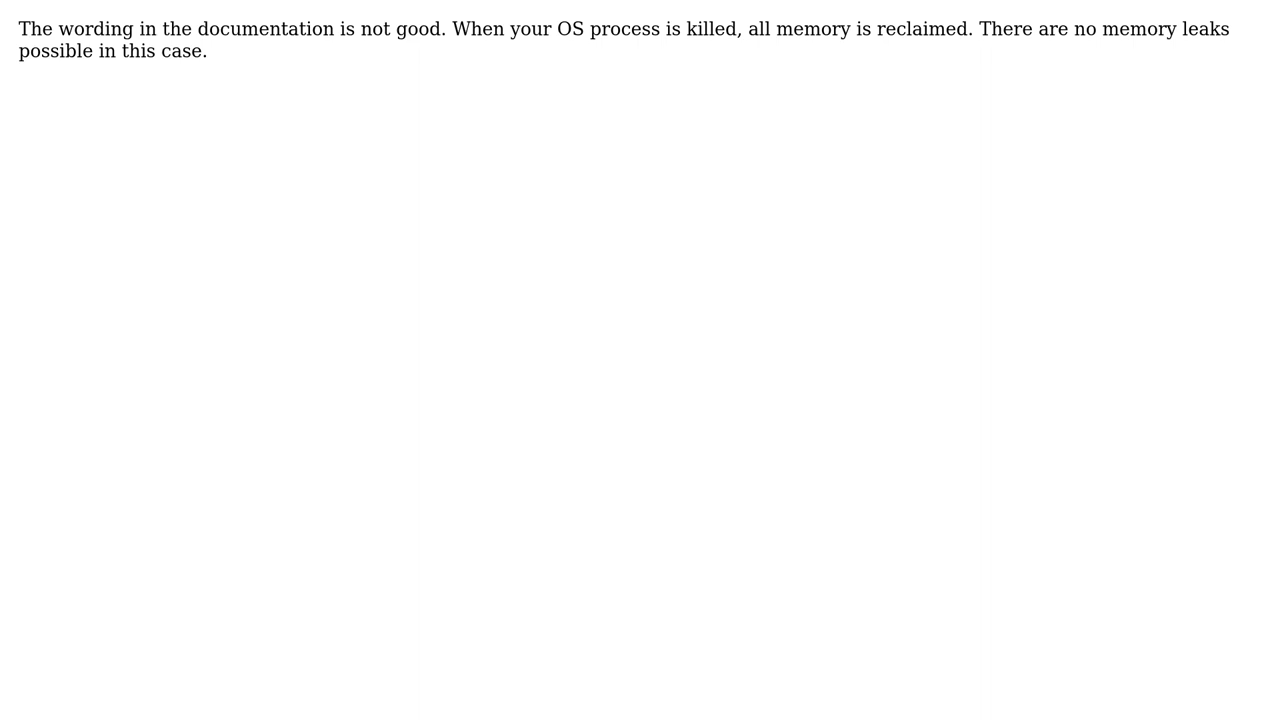 The wording in the documentation is not good. When your OS process is killed, all memory is reclaimed. There are no memory leaks
possible in this case.